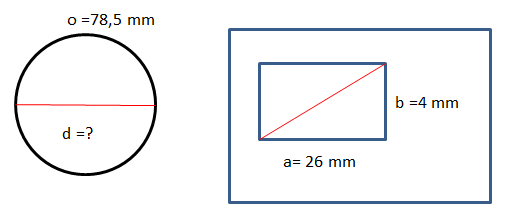 o =78,5 mm
d =?
b =4 mm
a= 26 mm